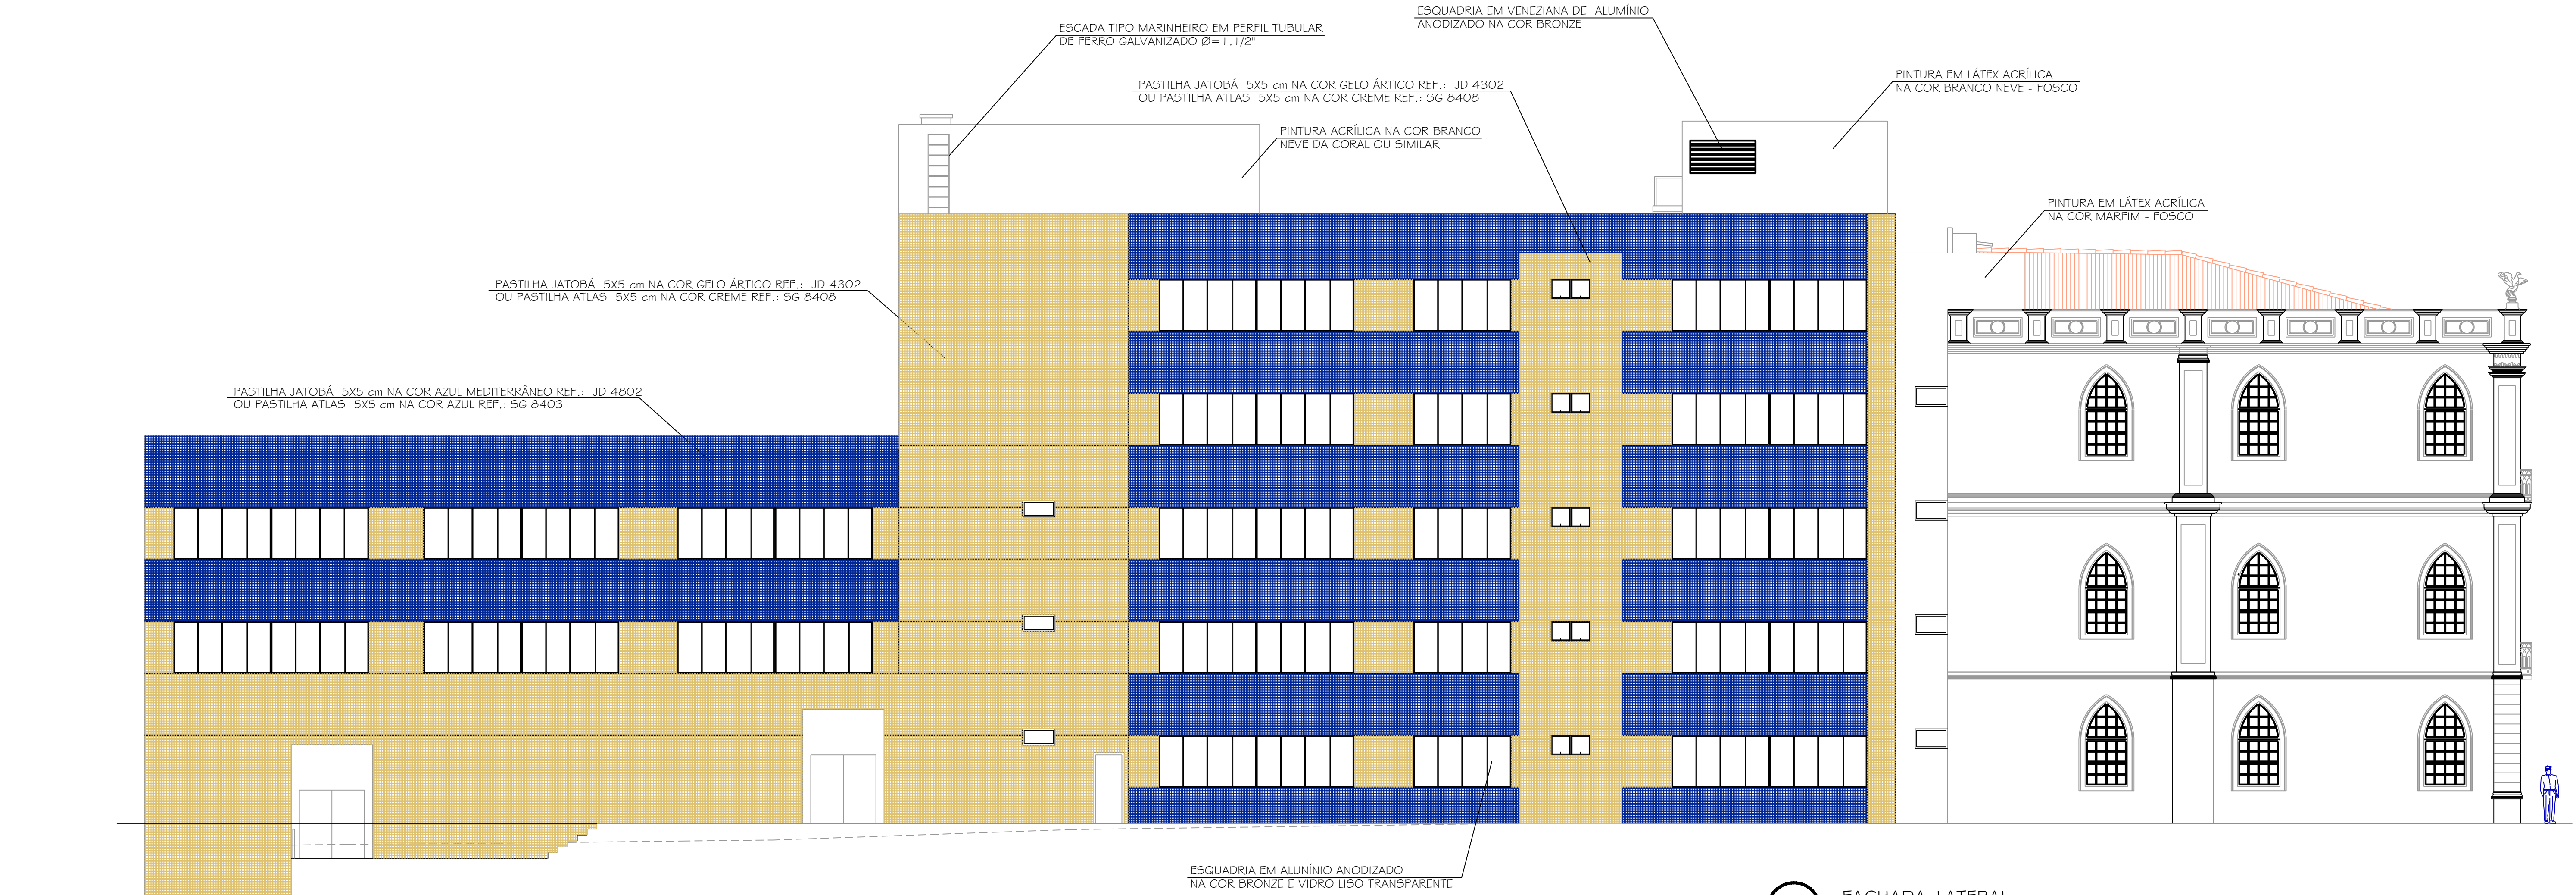 ESQUADRIA EM VENEZIANA DE ALUMÍNIO
ANODIZADO NA COR BRONZE
ESCADA TIPO MARINHEIRO EM PERFIL TUBULAR
DE FERRO GALVANIZADO Ø=1.1/2"
PASTILHA JATOBÁ 5X5 cm NA COR GELO ÁRTICO REF.: JD 4302
OU PASTILHA ATLAS 5X5 cm NA COR CREME REF.: SG 8408
PINTURA EM LÁTEX ACRÍLICA
NA COR BRANCO NEVE - FOSCO
PINTURA ACRÍLICA NA COR BRANCO
NEVE DA CORAL OU SIMILAR
PINTURA EM LÁTEX ACRÍLICA
NA COR MARFIM - FOSCO
PASTILHA JATOBÁ 5X5 cm NA COR GELO ÁRTICO REF.: JD 4302
OU PASTILHA ATLAS 5X5 cm NA COR CREME REF.: SG 8408
PASTILHA JATOBÁ 5X5 cm NA COR AZUL MEDITERRÂNEO REF.: JD 4802
OU PASTILHA ATLAS 5X5 cm NA COR AZUL REF.: SG 8403
ESQUADRIA EM ALUNÍNIO ANODIZADO
NA COR BRONZE E VIDRO LISO TRANSPARENTE
FACHADA LATERAL